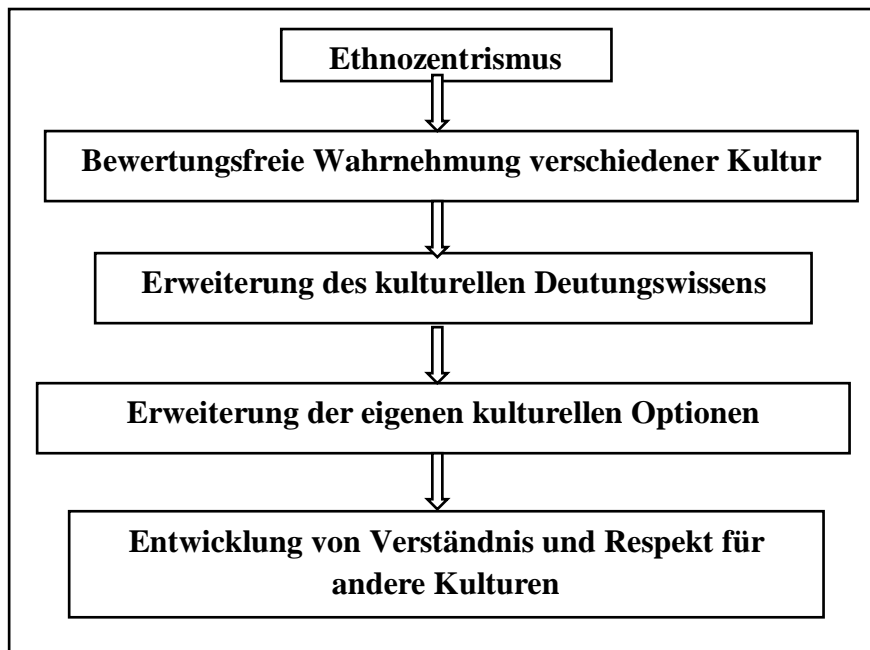 Ethnozentrismus
Bewertungsfreie Wahrnehmung verschiedener Kultur
Erweiterung des kulturellen Deutungswissens
Erweiterung der eigenen kulturellen Optionen
Entwicklung von Verständnis und Respekt für
andere Kulturen